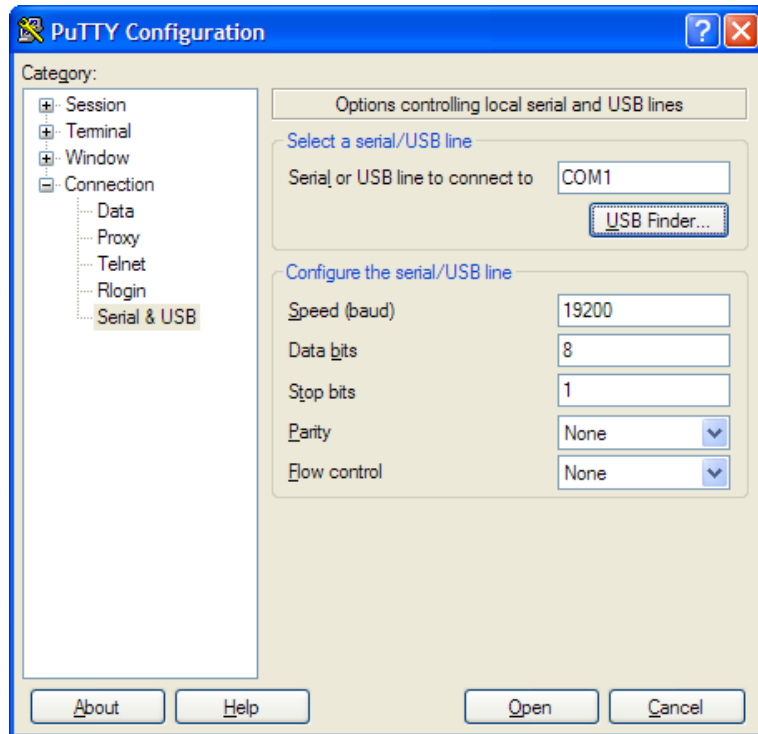 PuTTY Configuration
Category:
Session
Terminal
Window
Connection
Data
Proxy
Telnet
Rlogin
Serial & USB
Options controlling local serial and USB lines
Select a serial/USB line
Serial or USB line to connect to COM1
USB Finder...
Configure the serial/USB line
Speed (baud) 19200
Data bits 8
Stop bits 1
Parity None
Flow control None
About Help Open Cancel